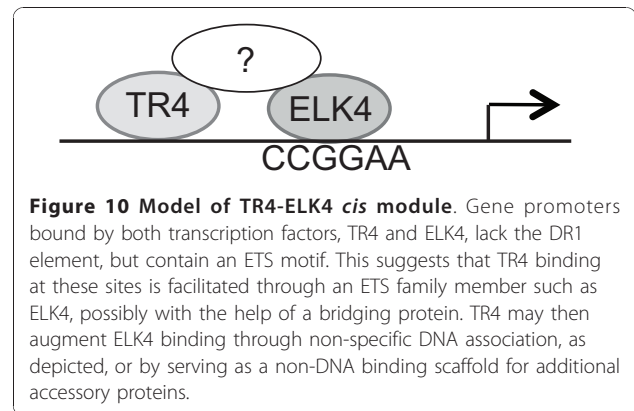 ?
TR4 ELK4
CCGGAA
Figure 10 Model of TR4-ELK4 cis module. Gene promoters
bound by both transcription factors, TR4 and ELK4, lack the DR1
element, but contain an ETS motif. This suggests that TR4 binding
at these sites is facilitated through an ETS family member such as
ELK4, possibly with the help of a bridging protein. TR4 may then
augment ELK4 binding through non-specific DNA association, as
depicted, or by serving as a non-DNA binding scaffold for additional
accessory proteins.